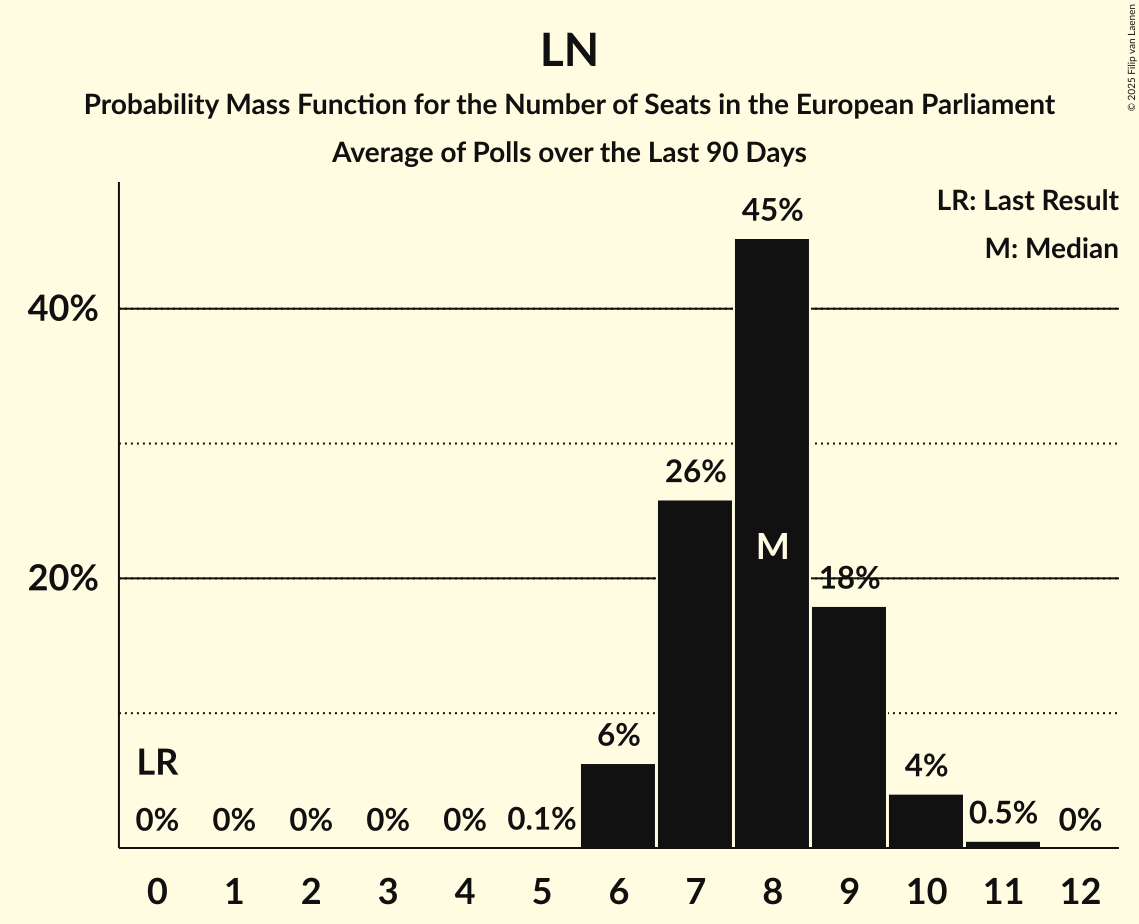 LN
Probability Mass Function for the Number of Seats in the European Parliament
Average of Polls over the Last 90 Days
© 2025 Filip van Laenen
LR: Last Result
M: Median
45%
40%
26%
M
20%
18%
6%
LR
4%
0% 0% 0% 0% 0% 0.1% 0.5% 0%
0 1 2 3 4 5 6 7 8 9 10 11 12